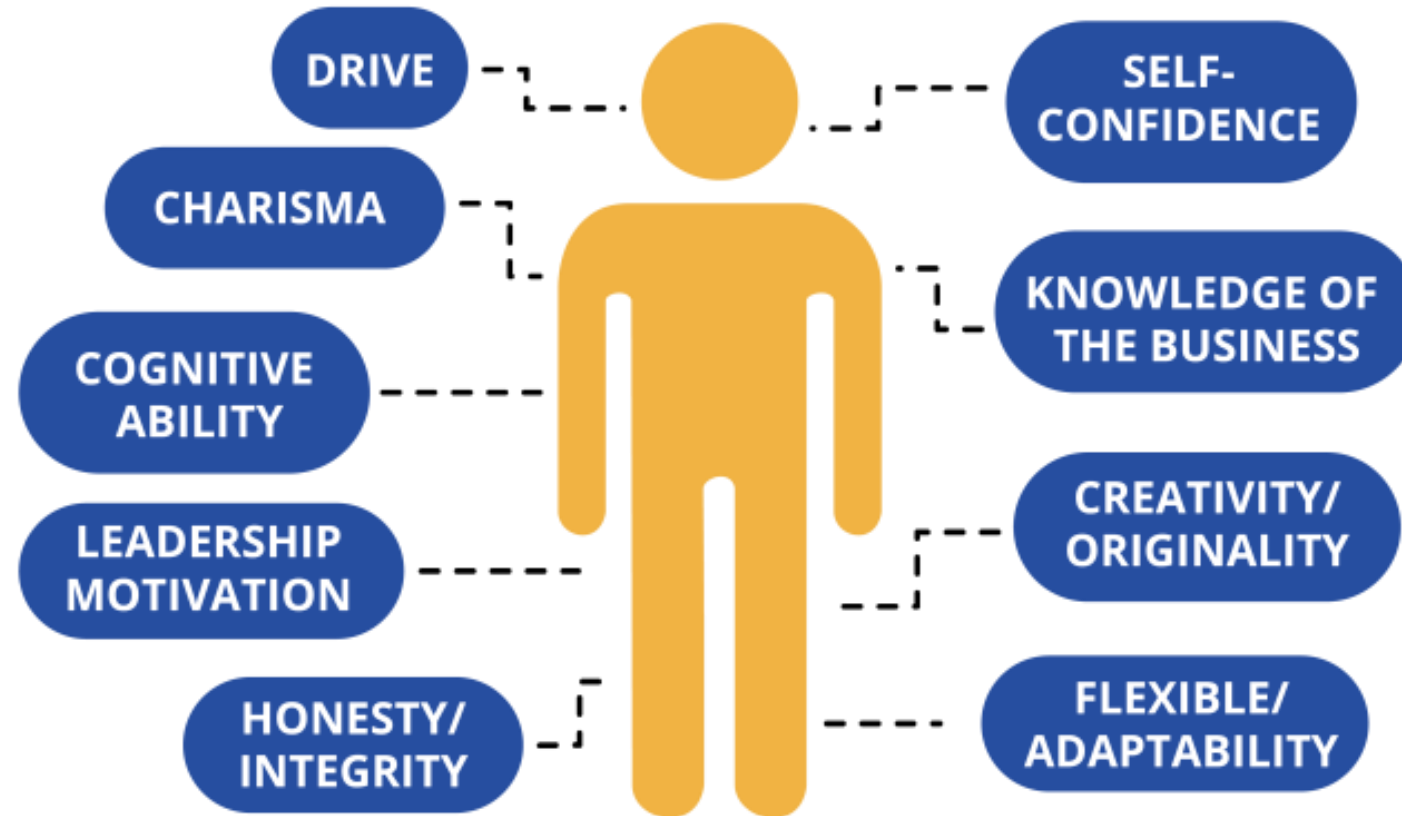 DRIVE
CHARISMA
COGNITIVE
ABILITY
LEADERSHIP
MOTIVATION
HONESTY/
INTEGRITY
SELF-
CONFIDENCE
KNOWLEDGE OF
THE BUSINESS
CREATIVITY/
ORIGINALITY
FLEXIBLE/
ADAPTABILITY